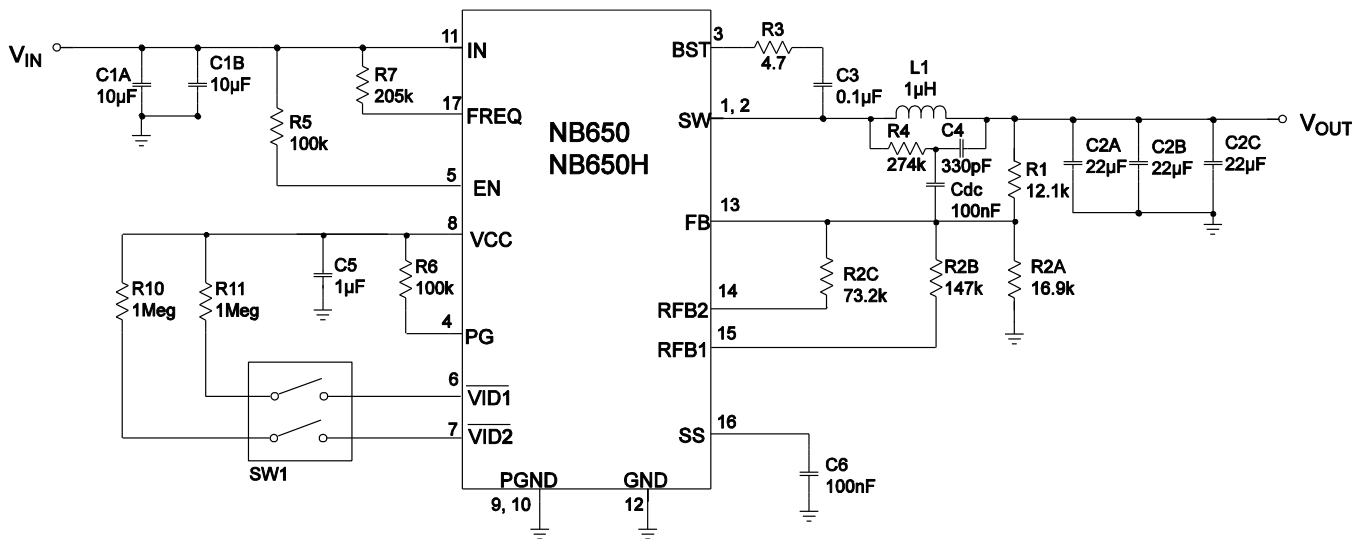 VIN
C1A
10µF
C1B
10µF
R5
100k
R7
205k
11
IN
17
FREQ
5
EN
8
VCC
R10
1Meg
R11
1Meg
C5
1µF
R6
100k
4
PG
6
VID1
7
VID2
SW1
NB650
NB650H
PGND
9, 10
GND
12
3
BST
R3
4.7
C3
0.1µF
1, 2
SW
L1
1µH
R4
274k
C4
330pF
Cdc
100nF
R1
12.1k
C2A
22µF
C2B
22µF
C2C
22µF
VOUT
13
FB
R2C
73.2k
R2B
147k
R2A
16.9k
14
RFB2
15
RFB1
16
SS
C6
100nF